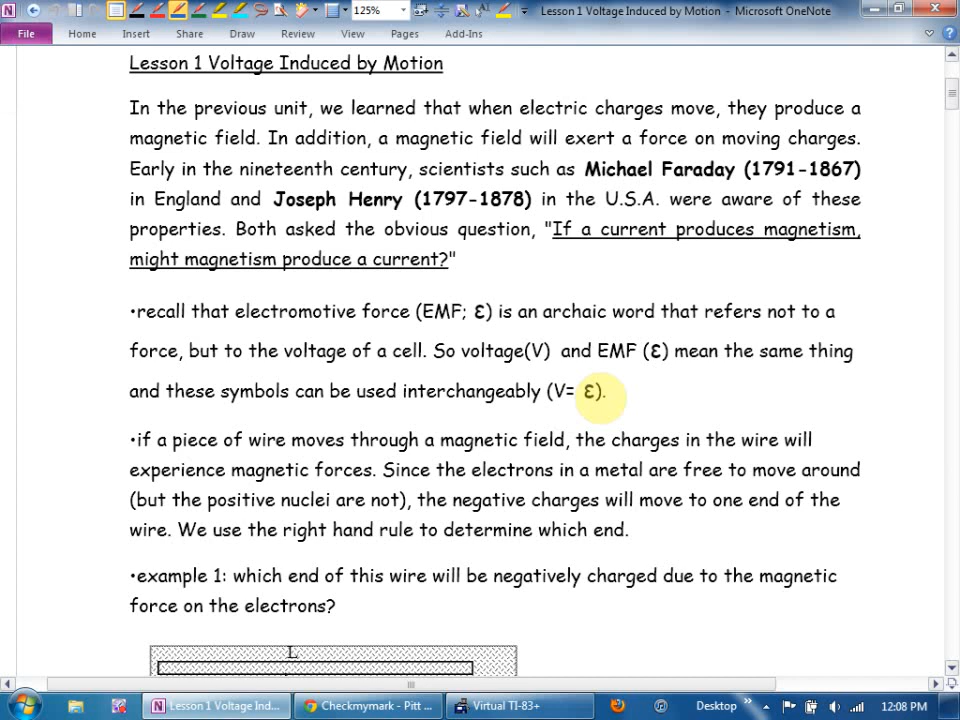 125%
Lesson 1 Voltage Induced by Motion - Microsoft OneNote
File Home Insert Share Draw Review View Pages Add-Ins
Lesson 1 Voltage Induced by Motion
In the previous unit, we learned that when electric charges move, they produce a
magnetic field. In addition, a magnetic field will exert a force on moving charges.
Early in the nineteenth century, scientists such as Michael Faraday (1791-1867)
in England and Joseph Henry (1797-1878) in the U.S.A. were aware of these
properties. Both asked the obvious question, "If a current produces magnetism,
might magnetism produce a current?"
•recall that electromotive force (EMF; Ɛ) is an archaic word that refers not to a
force, but to the voltage of a cell. So voltage(V) and EMF (Ɛ) mean the same thing
and these symbols can be used interchangeably (V= Ɛ).
•if a piece of wire moves through a magnetic field, the charges in the wire will
experience magnetic forces. Since the electrons in a metal are free to move around
(but the positive nuclei are not), the negative charges will move to one end of the
wire. We use the right hand rule to determine which end.
•example 1: which end of this wire will be negatively charged due to the magnetic
force on the electrons?
L
Lesson 1 Voltage Ind... Checkmymark - Pitt ... Virtual TI-83+ Desktop 12:08 PM